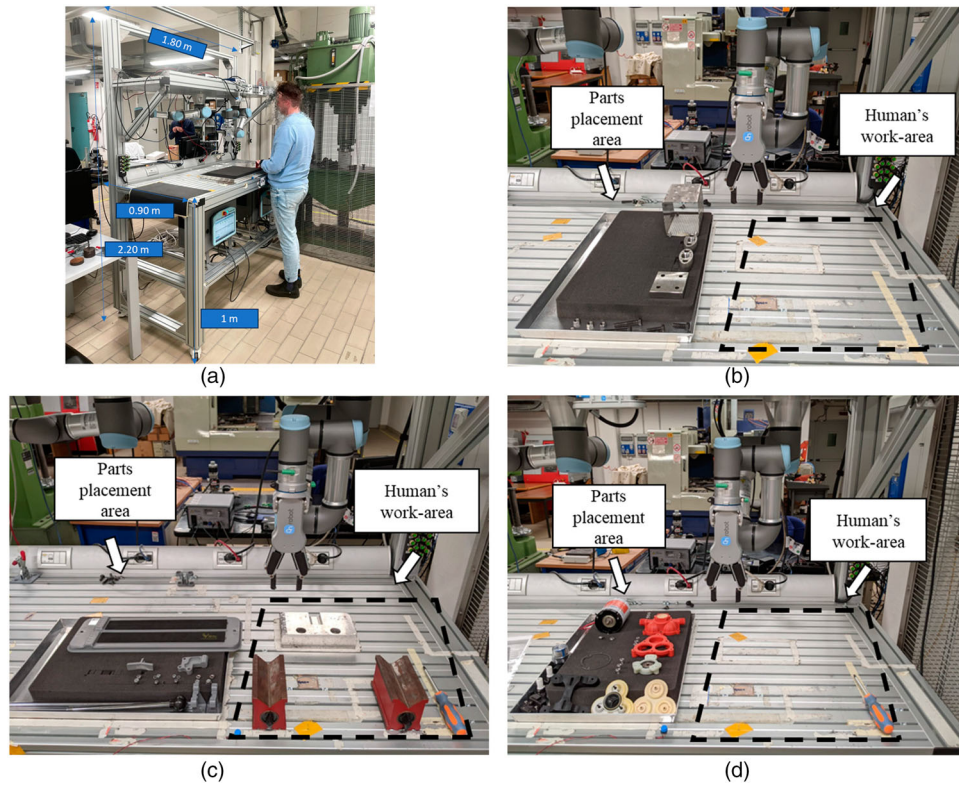 1.80 m
0.90 m
2.20 m
1 m
(a)
Parts
placement
area
Human's
work-area
(b)
Parts
placement
area
Human's
work-area
(c)
Parts
placement
area
Human's
work-area
(d)